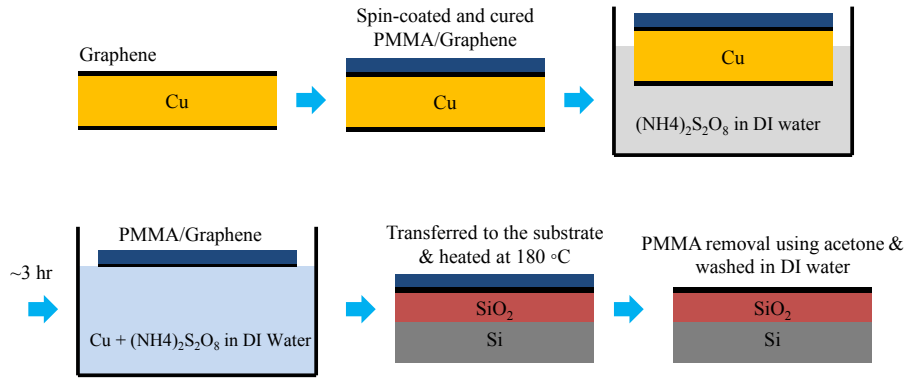 Graphene
Cu
Spin-coated and cured
PMMA/Graphene
Cu
Cu
(NH4)₂S₂O₈ in DI water
~3 hr
PMMA/Graphene
Cu + (NH4)₂S₂O₈ in DI Water
Transferred to the substrate
& heated at 180 ∘C
SiO₂
Si
PMMA removal using acetone &
washed in DI water
SiO₂
Si